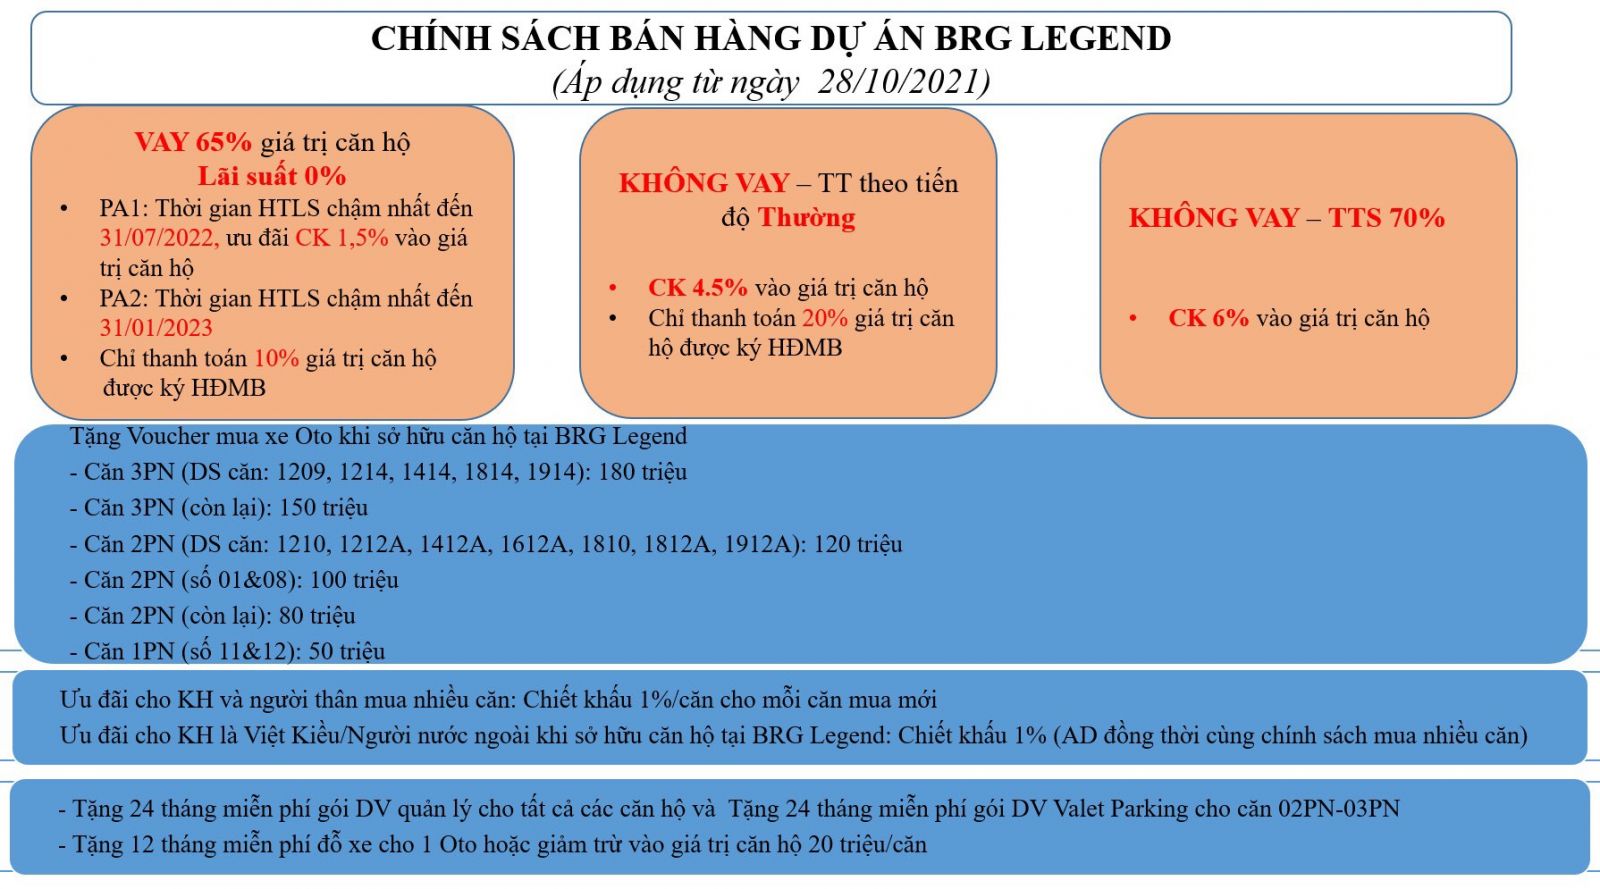 CHÍNH SÁCH BÁN HÀNG DỰ ÁN BRG LEGEND
(Áp dụng từ ngày 28/10/2021)
VAY 65% giá trị căn hộ
Lãi suất 0%
• PA1: Thời gian HTLS chậm nhất đến
31/07/2022, ưu đãi CK 1,5% vào giá
trị căn hộ
• PA2: Thời gian HTLS chậm nhất đến
31/01/2023
• Chỉ thanh toán 10% giá trị căn hộ
được ký HĐMB
KHÔNG VAY – TT theo tiến
độ Thường
• CK 4.5% vào giá trị căn hộ
• Chỉ thanh toán 20% giá trị căn
hộ được ký HĐMB
KHÔNG VAY – TTS 70%
• CK 6% vào giá trị căn hộ
Tặng Voucher mua xe Oto khi sở hữu căn hộ tại BRG Legend
- Căn 3PN (DS căn: 1209, 1214, 1414, 1814, 1914): 180 triệu
- Căn 3PN (còn lại): 150 triệu
- Căn 2PN (DS căn: 1210, 1212A, 1412A, 1612A, 1810, 1812A, 1912A): 120 triệu
- Căn 2PN (số 01&08): 100 triệu
- Căn 2PN (còn lại): 80 triệu
- Căn 1PN (số 11&12): 50 triệu
Ưu đãi cho KH và người thân mua nhiều căn: Chiết khấu 1%/căn cho mỗi căn mua mới
Ưu đãi cho KH là Việt Kiều/Người nước ngoài khi sở hữu căn hộ tại BRG Legend: Chiết khấu 1% (AD đồng thời cùng chính sách mua nhiều căn)
- Tặng 24 tháng miễn phí gói DV quản lý cho tất cả các căn hộ và Tặng 24 tháng miễn phí gói DV Valet Parking cho căn 02PN-03PN
- Tặng 12 tháng miễn phí đỗ xe cho 1 Oto hoặc giảm trừ vào giá trị căn hộ 20 triệu/căn